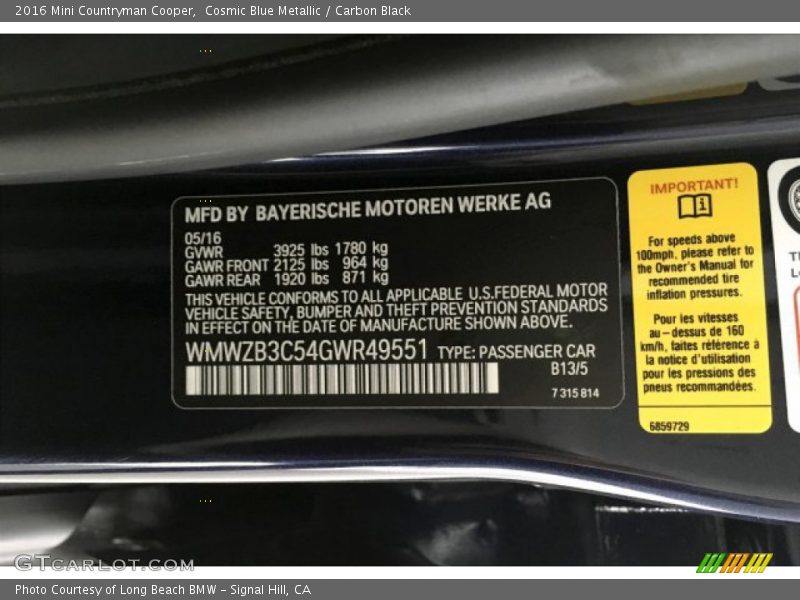 2016 Mini Countryman Cooper,  Cosmic Blue Metallic / Carbon Black
MFD BY BAYERISCHE MOTOREN WERKE AG
05/16
GVWR 3925 lbs 1780 kg
GAWR FRONT 2125 lbs 964 kg
GAWR REAR 1920 lbs 871 kg
THIS VEHICLE CONFORMS TO ALL APPLICABLE U.S.FEDERAL MOTOR
VEHICLE SAFETY, BUMPER AND THEFT PREVENTION STANDARDS
IN EFFECT ON THE DATE OF MANUFACTURE SHOWN ABOVE.
WMWZB3C54GWR49551 TYPE: PASSENGER CAR
B13/5
7 315 814
IMPORTANT!
For speeds above
100mph, please refer to
the Owner's Manual for
recommended tire
inflation pressures.
Pour les vitesses
au-dessus de 160
km/h, faites référence à
la notice d'utilisation
pour les pressions des
pneus recommandées.
6859729
GTCARLOT.COM
Photo Courtesy of Long Beach BMW - Signal Hill, CA